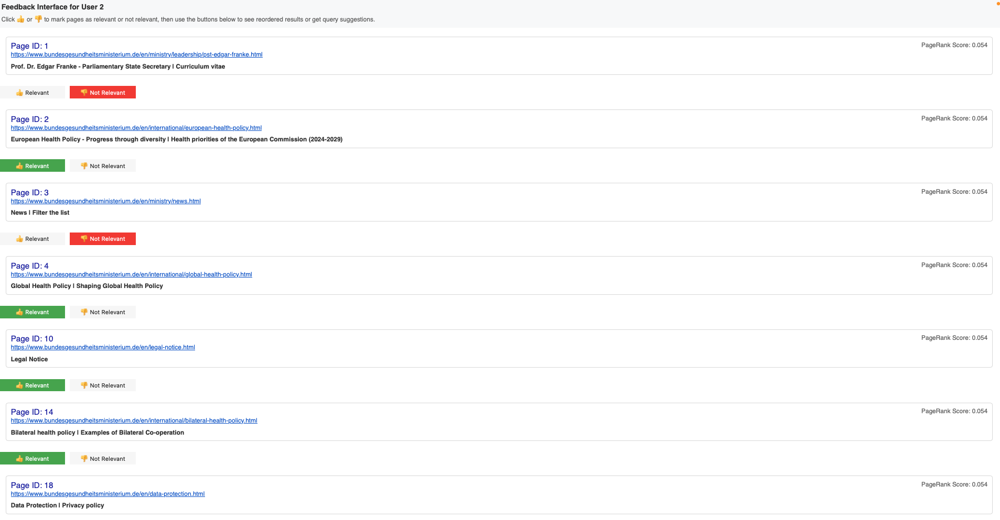 Feedback Interface for User 2
Click 👍 or 👎 to mark pages as relevant or not relevant, then use the buttons below to see reordered results or get query suggestions.
Page ID: 1
PageRank Score: 0.054
https://www.bundesgesundheitsministerium.de/en/ministry/leadership/pst-edgar-franke.html
Prof. Dr. Edgar Franke - Parliamentary State Secretary | Curriculum vitae
👍 Relevant 👎 Not Relevant
Page ID: 2
PageRank Score: 0.054
https://www.bundesgesundheitsministerium.de/en/international/european-health-policy.html
European Health Policy - Progress through diversity | Health priorities of the European Commission (2024-2029)
👍 Relevant 👎 Not Relevant
Page ID: 3
PageRank Score: 0.054
https://www.bundesgesundheitsministerium.de/en/ministry/news.html
News | Filter the list
👍 Relevant 👎 Not Relevant
Page ID: 4
PageRank Score: 0.054
https://www.bundesgesundheitsministerium.de/en/international/global-health-policy.html
Global Health Policy | Shaping Global Health Policy
👍 Relevant 👎 Not Relevant
Page ID: 10
PageRank Score: 0.054
https://www.bundesgesundheitsministerium.de/en/legal-notice.html
Legal Notice
👍 Relevant 👎 Not Relevant
Page ID: 14
PageRank Score: 0.054
https://www.bundesgesundheitsministerium.de/en/international/bilateral-health-policy.html
Bilateral health policy | Examples of Bilateral Co-operation
👍 Relevant 👎 Not Relevant
Page ID: 18
PageRank Score: 0.054
https://www.bundesgesundheitsministerium.de/en/data-protection.html
Data Protection | Privacy policy